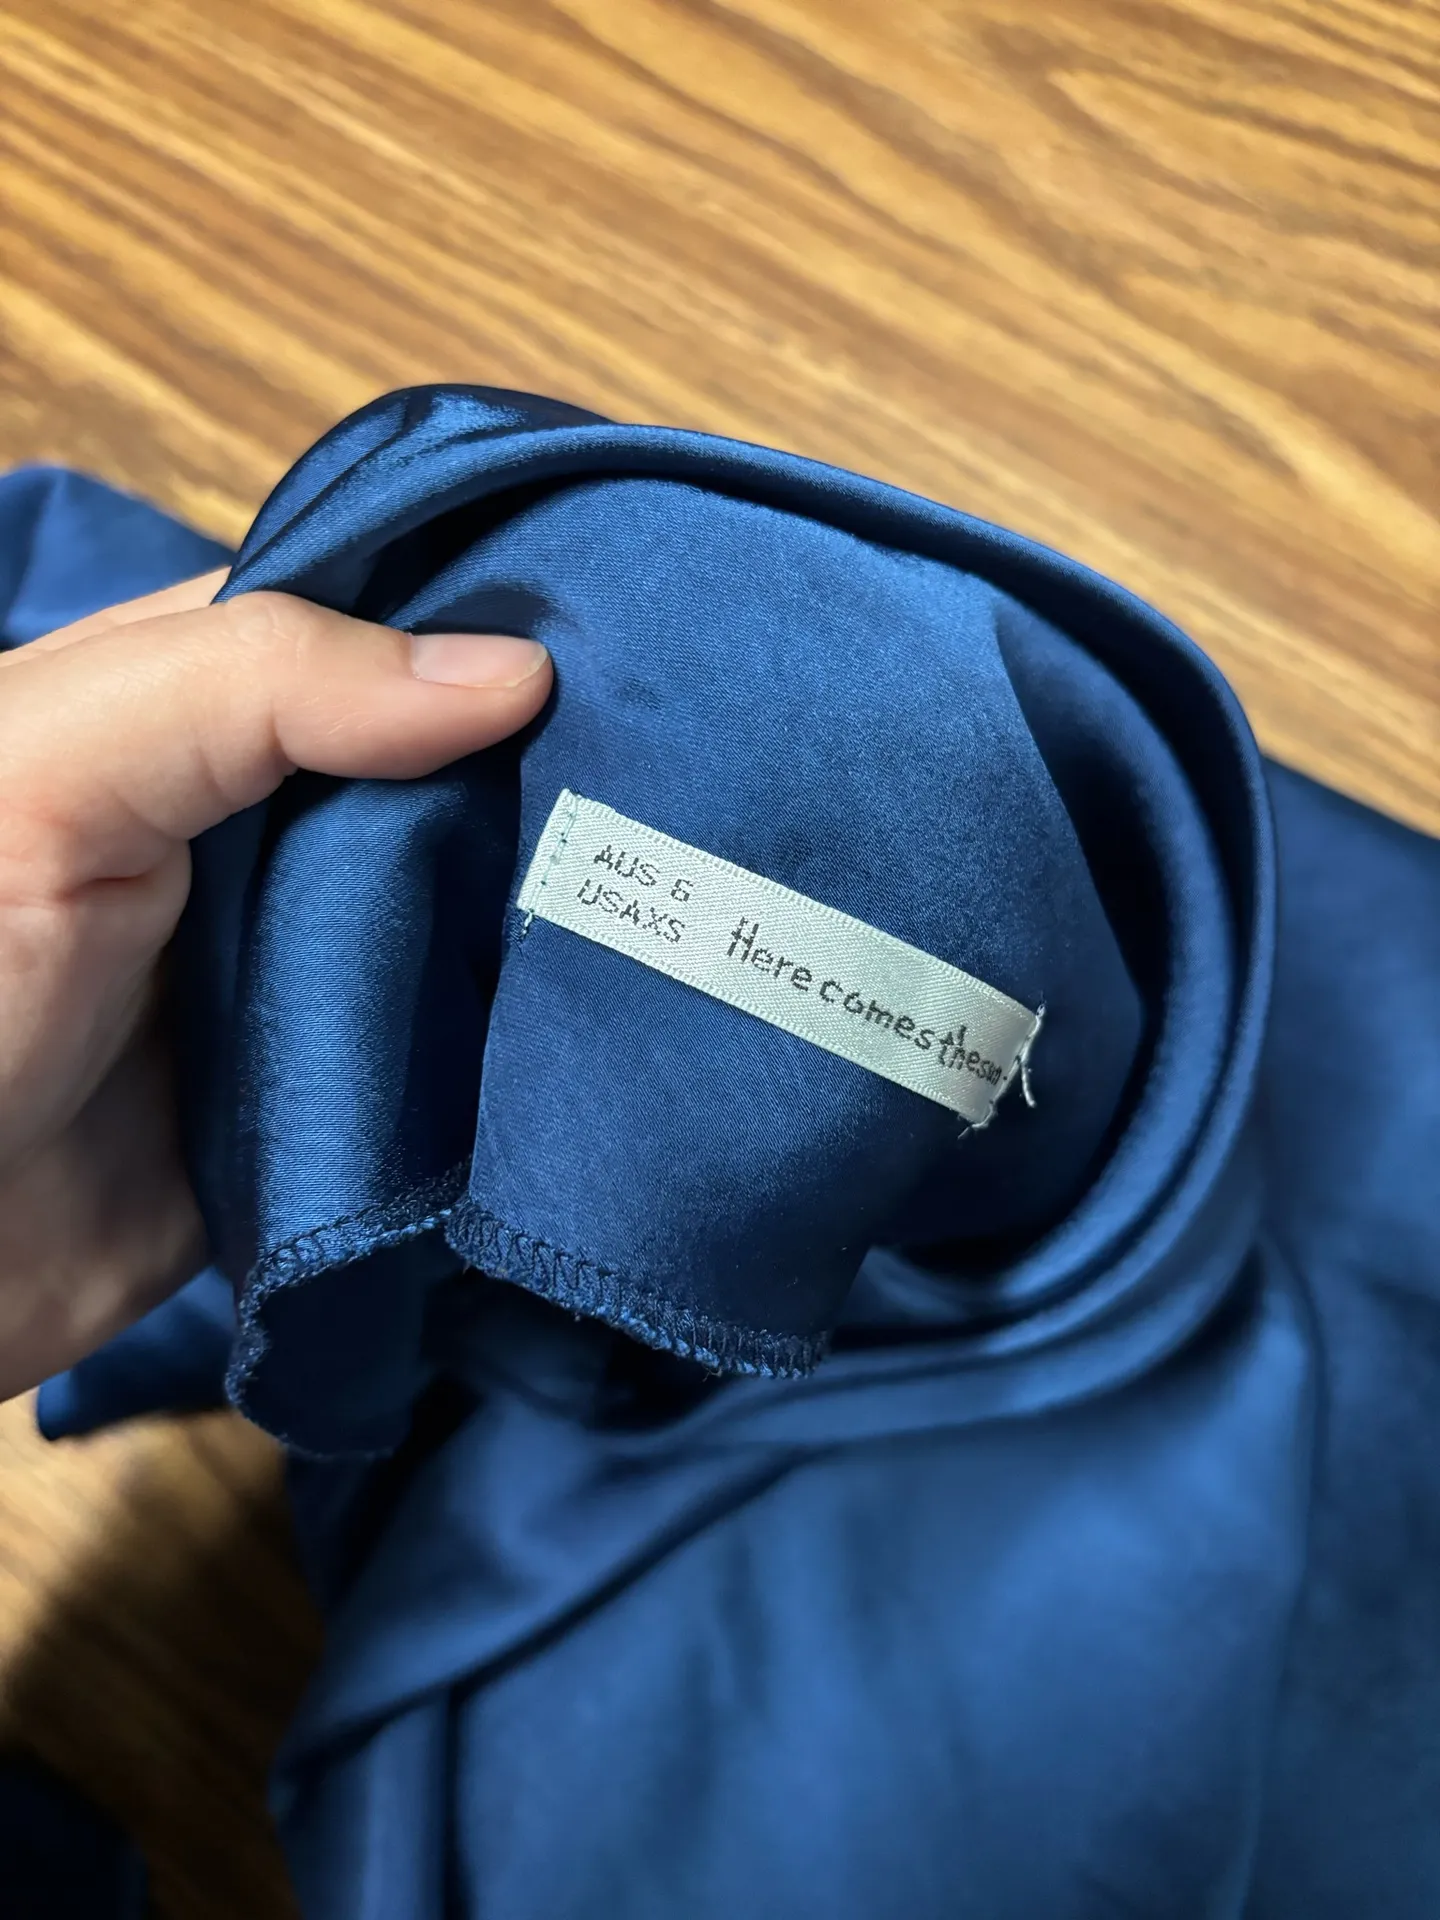 AUS 6
USAXS
Here comes the sun.